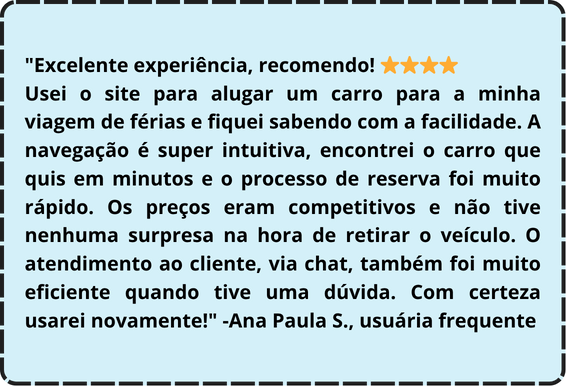 "Excelente experiência, recomendo! ⭐⭐⭐⭐
Usei o site para alugar um carro para a minha
viagem de férias e fiquei sabendo com a facilidade. A
navegação é super intuitiva, encontrei o carro que
quis em minutos e o processo de reserva foi muito
rápido. Os preços eram competitivos e não tive
nenhuma surpresa na hora de retirar o veículo. O
atendimento ao cliente, via chat, também foi muito
eficiente quando tive uma dúvida. Com certeza
usarei novamente!" -Ana Paula S., usuária frequente